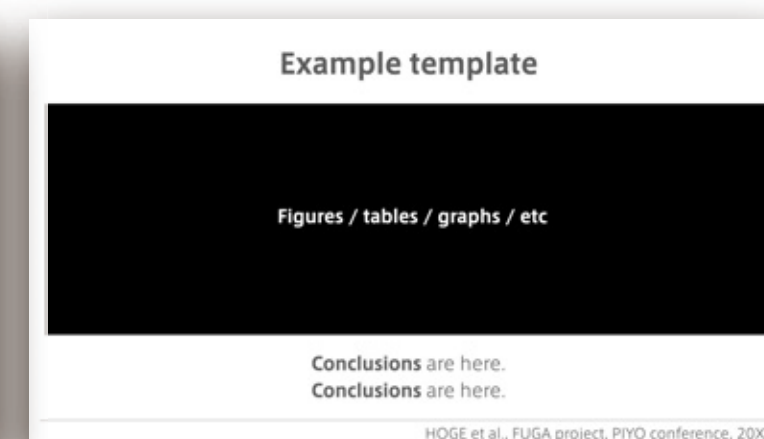 Example template
Figures / tables / graphs / etc
Conclusions are here.
Conclusions are here.
HOGE et al., FUGA project, PIYO conference, 20X